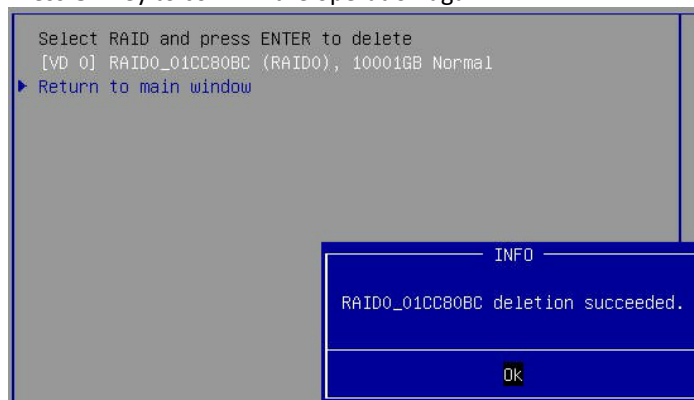 Select RAID and press ENTER to delete
[VD 0] RAID0_01CC80BC (RAID0), 10001GB Normal
Return to main window
INFO
RAID0_01CC80BC deletion succeeded.
Ok